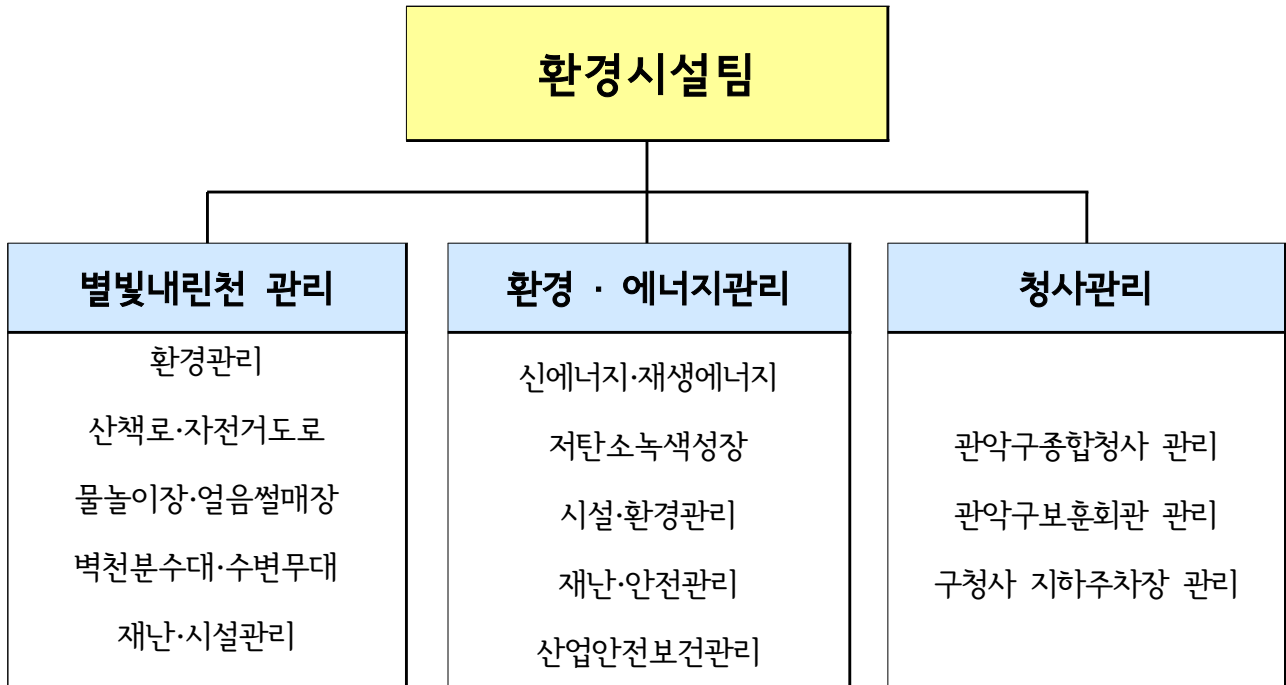 환경시설팀
별빛내린천 관리
환경관리
산책로·자전거도로
물놀이장·얼음썰매장
벽천분수대·수변무대
재난·시설관리
환경 · 에너지관리
신에너지·재생에너지
저탄소녹색성장
시설·환경관리
재난·안전관리
산업안전보건관리
청사관리
관악구종합청사 관리
관악구보훈회관 관리
구청사 지하주차장 관리